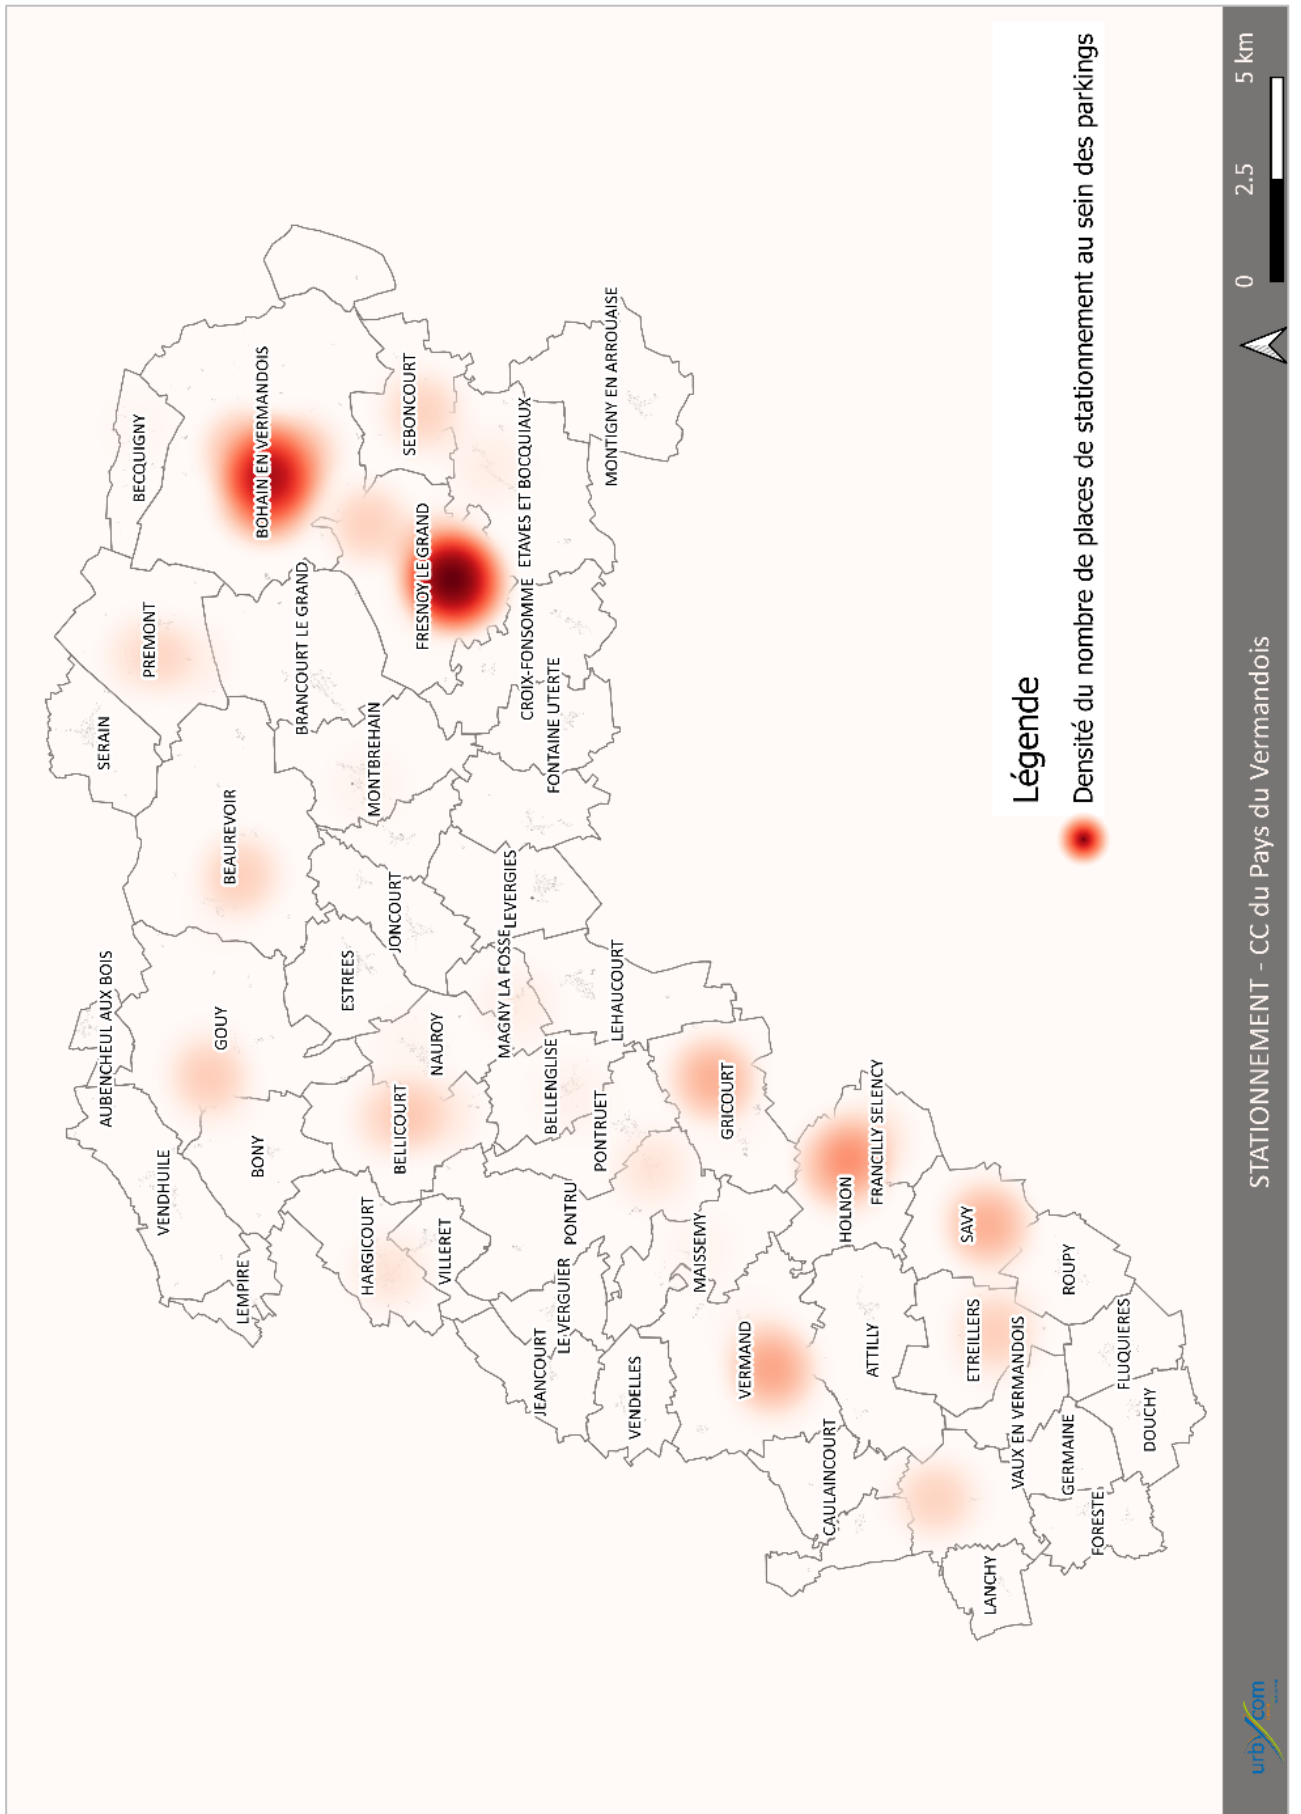 SERAIN
PREMONT
BECQUIGNY
AUBENCHEUL AUX BOIS
VENDHUILE
GOUY
BEAUREVOIR
BOHAIN EN VERMANDOIS
LEMPIRE
BONY
BRANCOURT LE GRAND
ESTREES
MONTBREHAIN
HARGICOURT
BELLICOURT
JONCOURT
FRESNOY LE GRAND
SEBONCOURT
VILLERET
NAUROY
MAGNY LA FOSSE
LEVERGIES
CROIX-FONSOMME
ETAVES ET BOCQUIAUX
JEANCOURT
LE VERGUIER
PONTRU
BELLENGLISE
FONTAINE UTERTE
PONTRUET
LEHAUCOURT
MONTIGNY EN ARROUAISE
VENDELLES
MAISSEMY
GRICOURT
VERMAND
CAULAINCOURT
ATTILLY
HOLNON
FRANCILLY SELENCY
LANCHY
ETREILLERS
SAVY
VAUX EN VERMANDOIS
GERMAINE
ROUPY
FORESTE
FLUQUIERES
DOUCHY
Légende
Densité du nombre de places de stationnement au sein des parkings
urbycom
STATIONNEMENT - CC du Pays du Vermandois
0 2.5 5 km